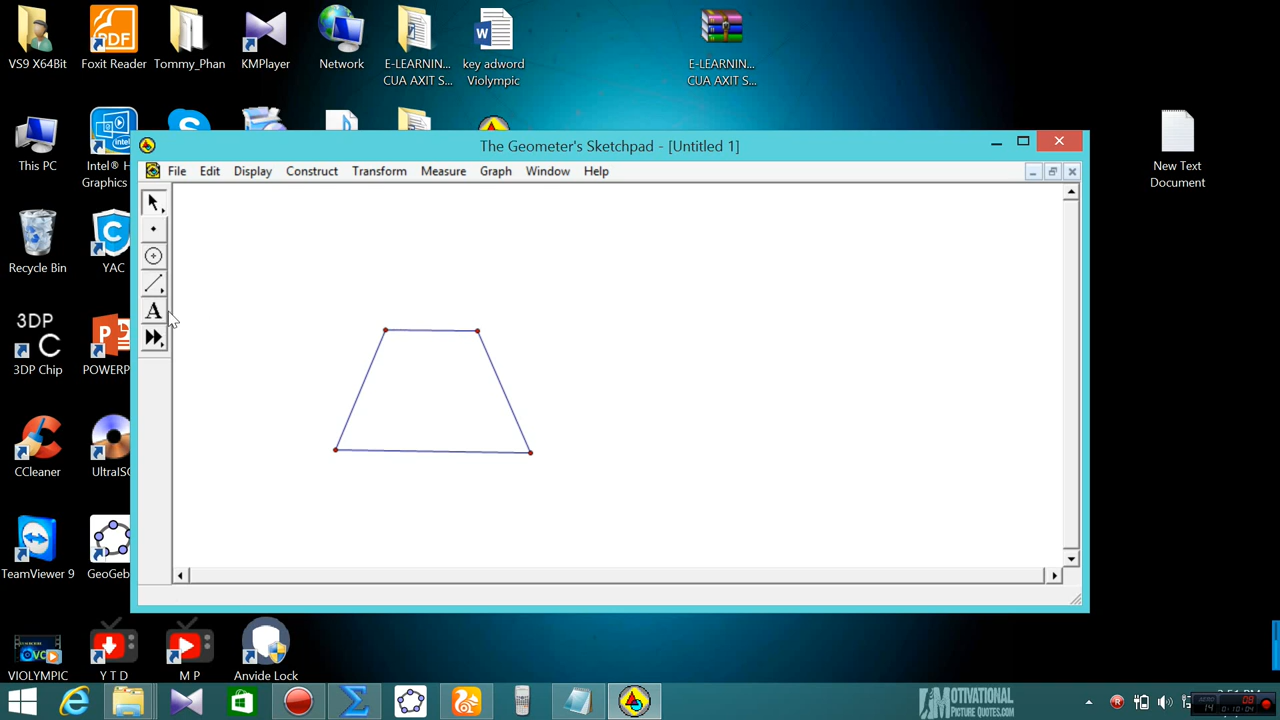 VS9 X64Bit
Foxit Reader
Tommy_Phan
KMPlayer
Network
E-LEARNIN...
CUA AXIT S...
key adword
Violympic
E-LEARNIN...
CUA AXIT S...
This PC
Intel® H
Graphics
New Text
Document
The Geometer's Sketchpad - [Untitled 1]
File Edit Display Construct Transform Measure Graph Window Help
A
Recycle Bin
YAC
3DP
C
3DP Chip
POWERP
CCleaner
UltraIS
TeamViewer 9
GeoGeb
VIOLYMPIC
Y T D
M P
Anvide Lock
MOTIVATIONAL
PICTURE QUOTES.COM